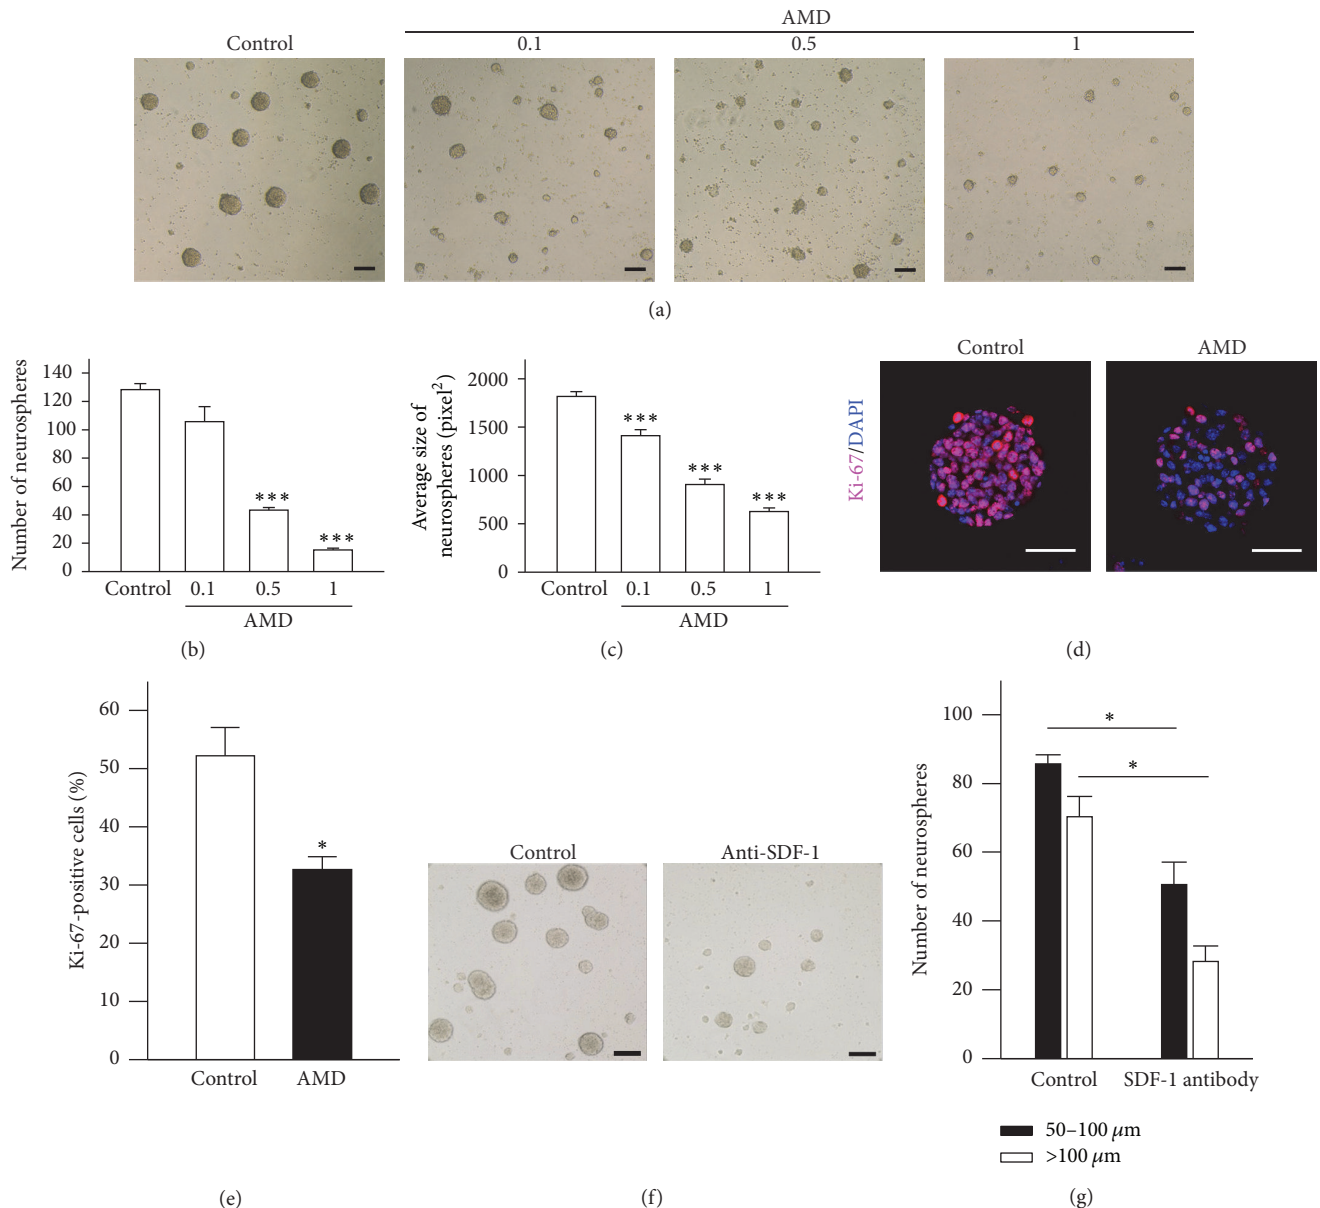 AMD
Control 0.1 0.5 1
(a)
Number of neurospheres
140
120
100
80
60
40
20
0
Control 0.1 0.5 1
AMD
*** ***
(b)
Average size of
neurospheres (pixel²)
2000
1500
1000
500
0
*** *** ***
Control 0.1 0.5 1
AMD
(c)
Control AMD
Ki-67/DAPI
(d)
Ki-67-positive cells (%)
60
50
40
30
20
10
0
*
Control AMD
(e)
Control Anti-SDF-1
(f)
Number of neurospheres
100
80
60
40
20
0
*
*
Control SDF-1 antibody
50–100 µm
>100 µm
(g)